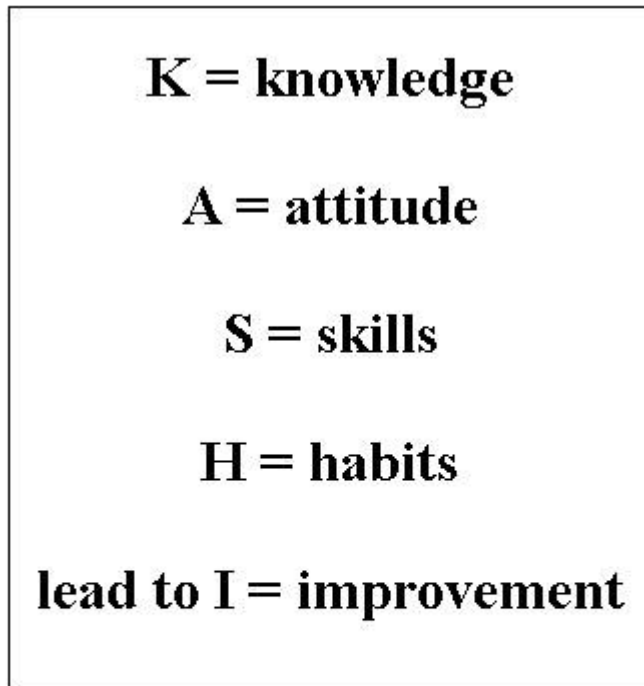 K = knowledge
A = attitude
S = skills
H = habits
lead to I = improvement